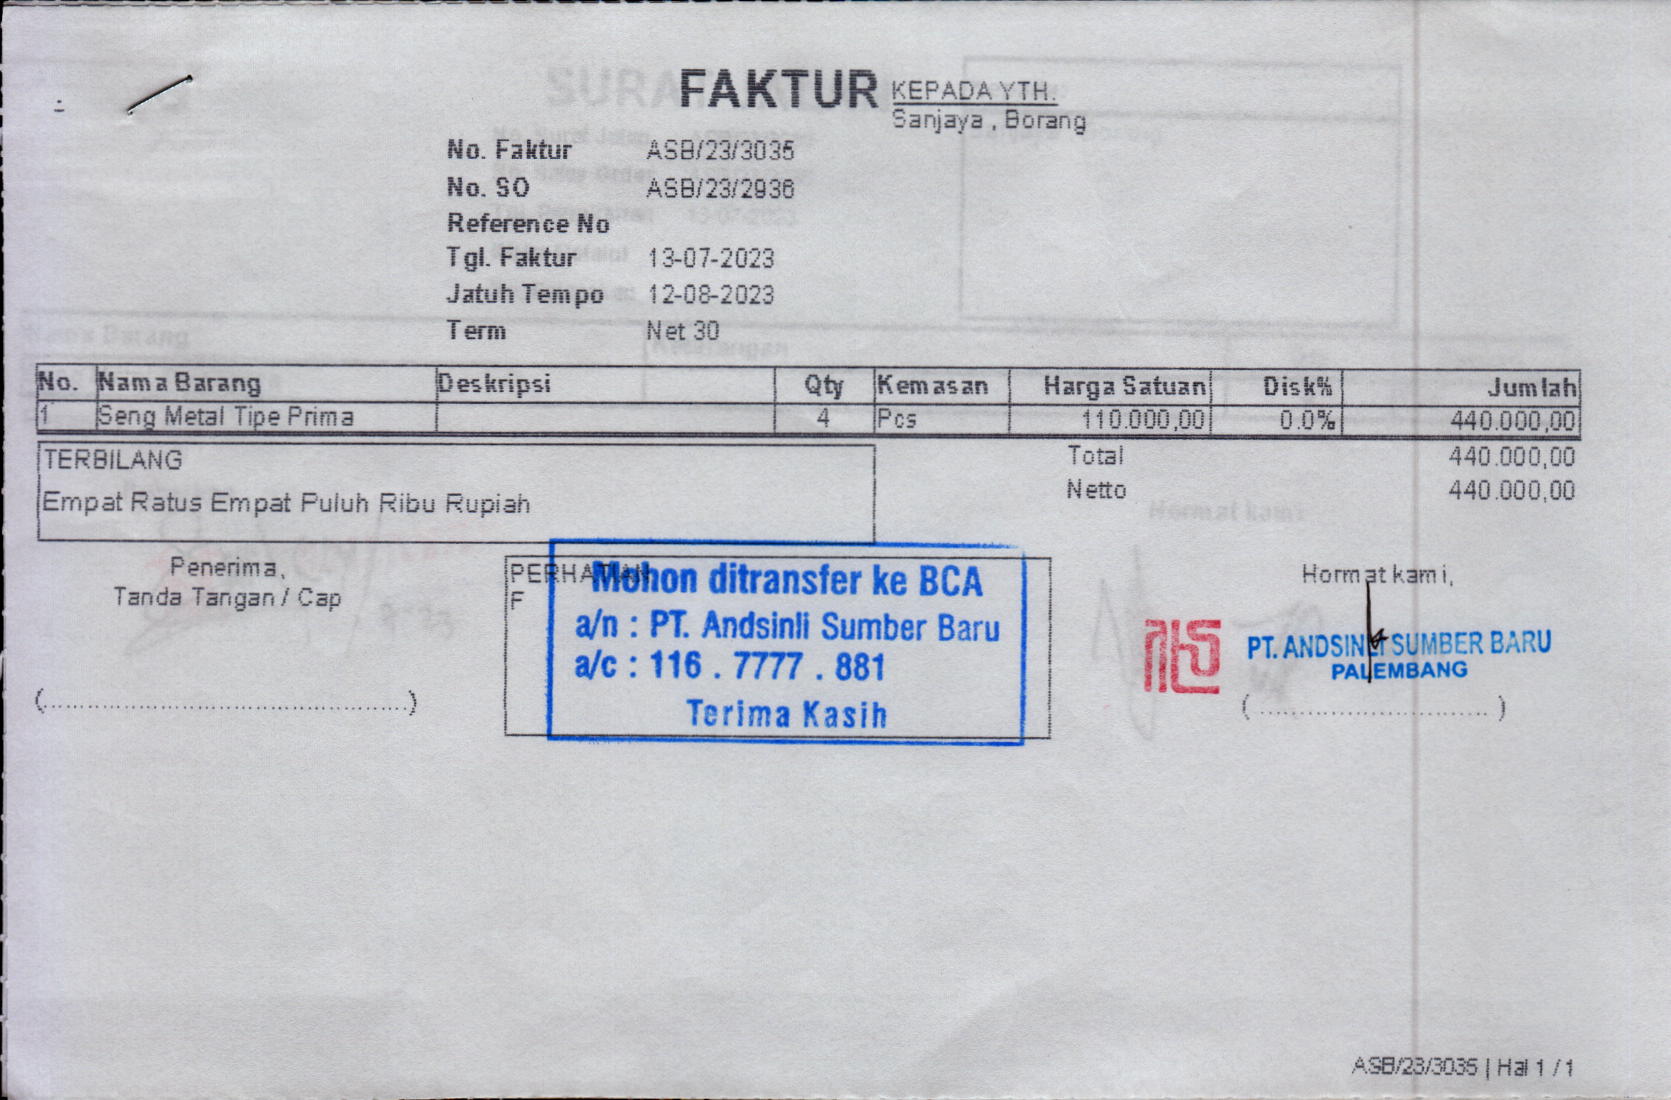 FAKTUR
KEPADA YTH.
Sanjaya , Borang
No. Faktur ASB/23/3035
No. SO ASB/23/2936
Reference No
Tgl. Faktur 13-07-2023
Jatuh Tempo 12-08-2023
Term Net 30
No. Nama Barang Deskripsi Qty Kemasan Harga Satuan Disk% Jumlah
1 Seng Metal Tipe Prima 4 Pcs 110.000,00 0.0% 440.000,00
TERBILANG
Empat Ratus Empat Puluh Ribu Rupiah
Total 440.000,00
Netto 440.000,00
Penerima,
Tanda Tangan / Cap
(....................................................)
PERHATIAN
F
Mohon ditransfer ke BCA
a/n : PT. Andsinli Sumber Baru
a/c : 116 . 7777 . 881
Terima Kasih
Hormat kami,
PT. ANDSINLI SUMBER BARU
PALEMBANG
(.................................)
ASB/23/3035 | Hal 1 / 1